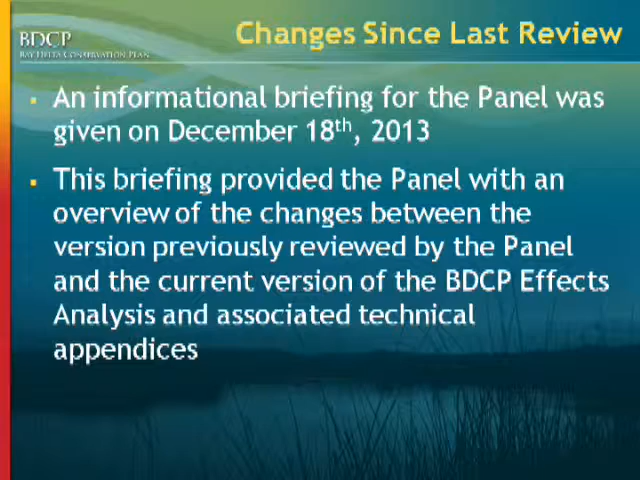 Changes Since Last Review
BDCP
BAY DELTA CONSERVATION PLAN
An informational briefing for the Panel was
given on December 18th, 2013
This briefing provided the Panel with an
overview of the changes between the
version previously reviewed by the Panel
and the current version of the BDCP Effects
Analysis and associated technical
appendices